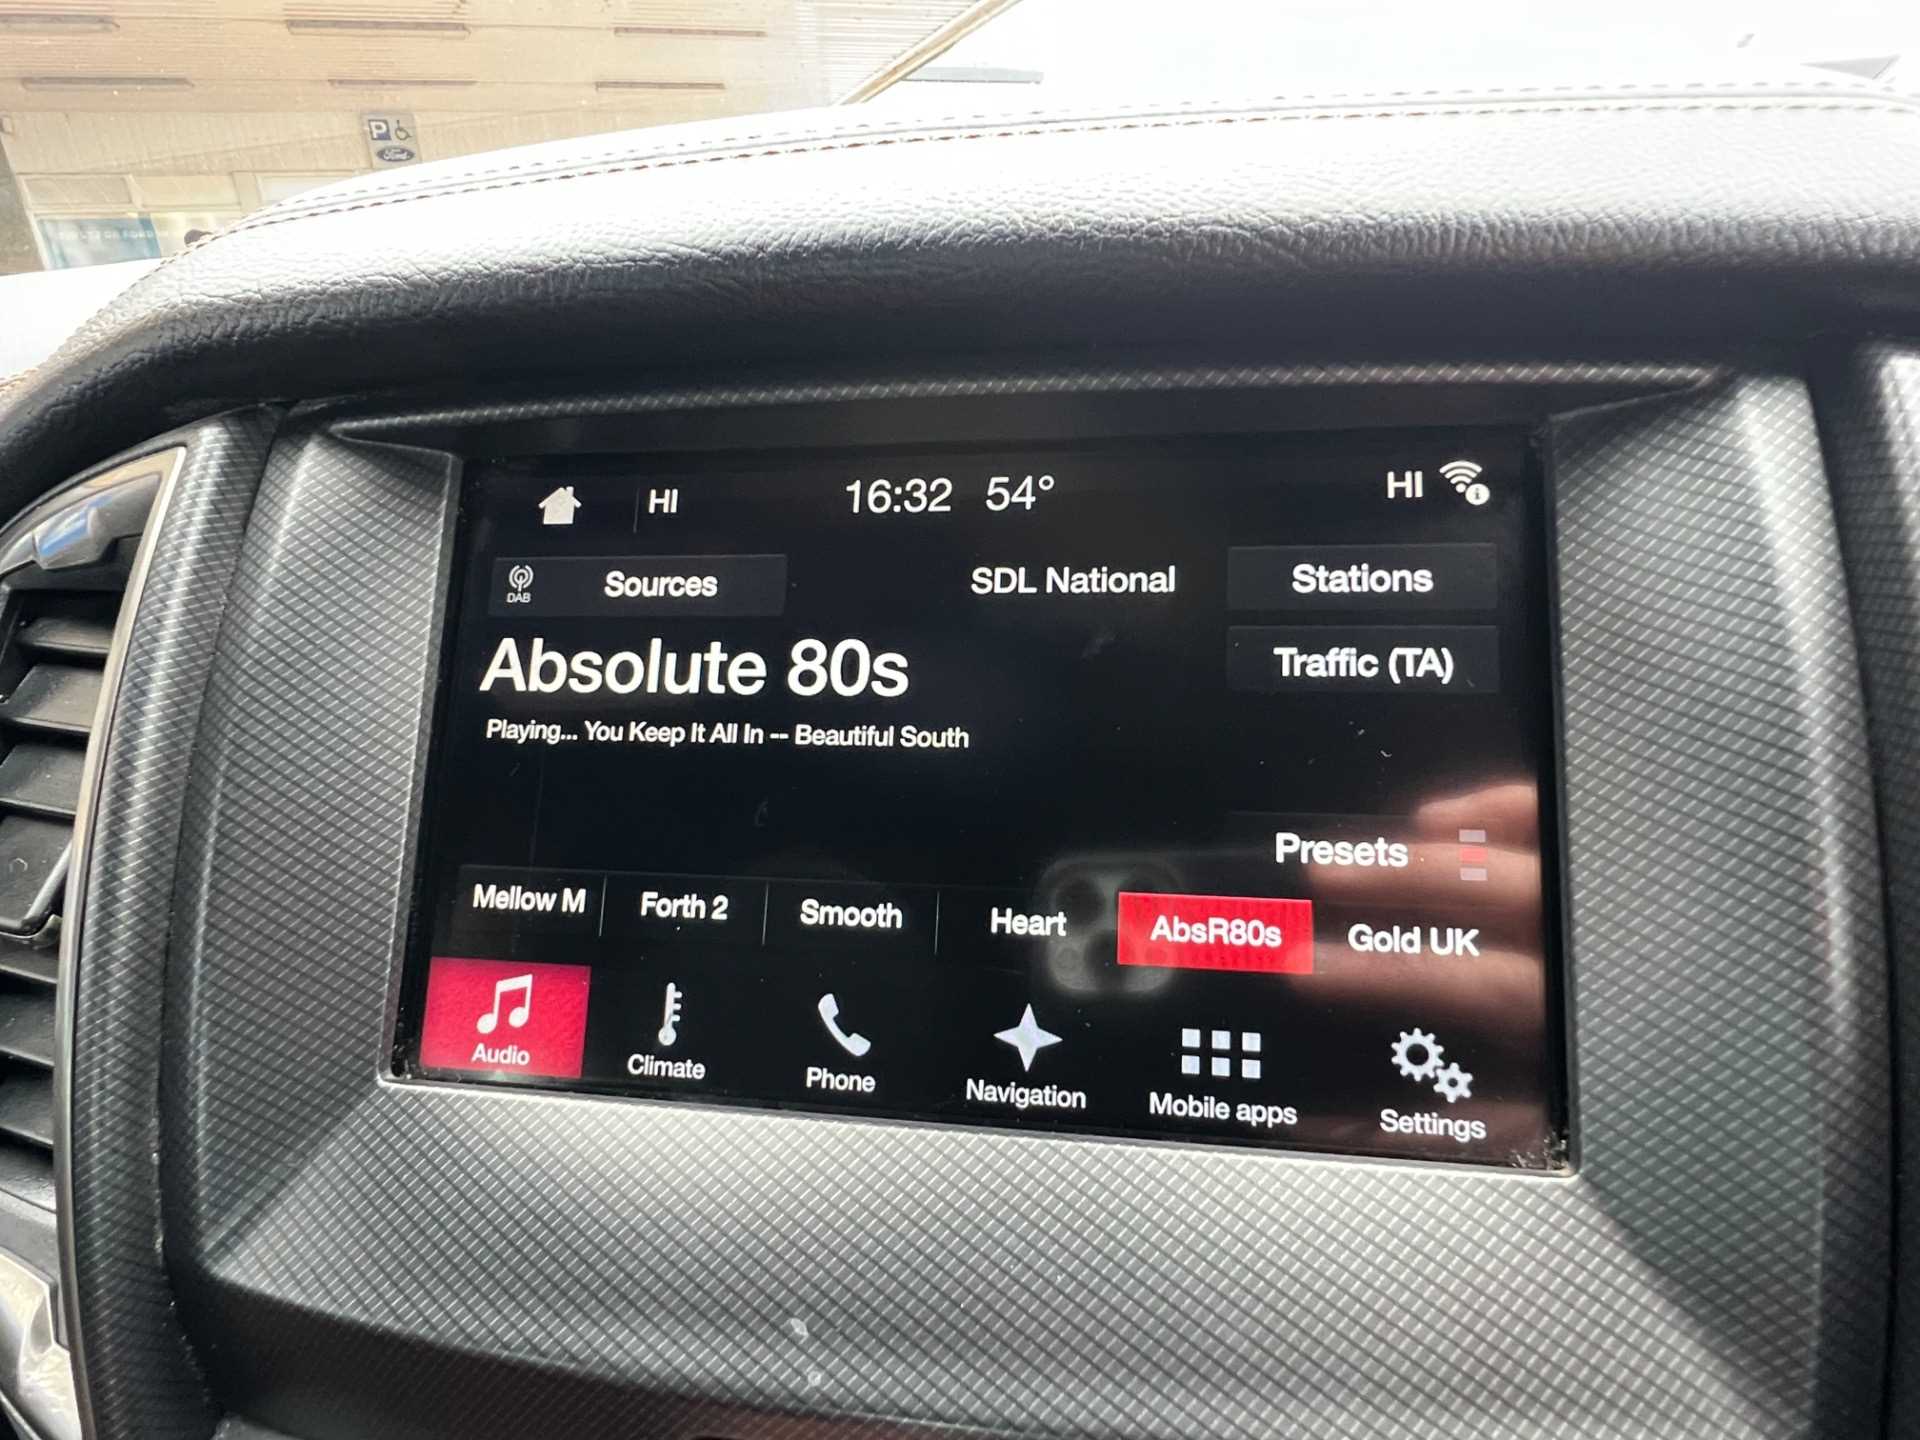 P
Ford
HI 16:32 54° HI
DAB Sources SDL National Stations
Absolute 80s Traffic (TA)
Playing... You Keep It All In -- Beautiful South
Presets
Mellow M Forth 2 Smooth Heart AbsR80s Gold UK
Audio Climate Phone Navigation Mobile apps Settings